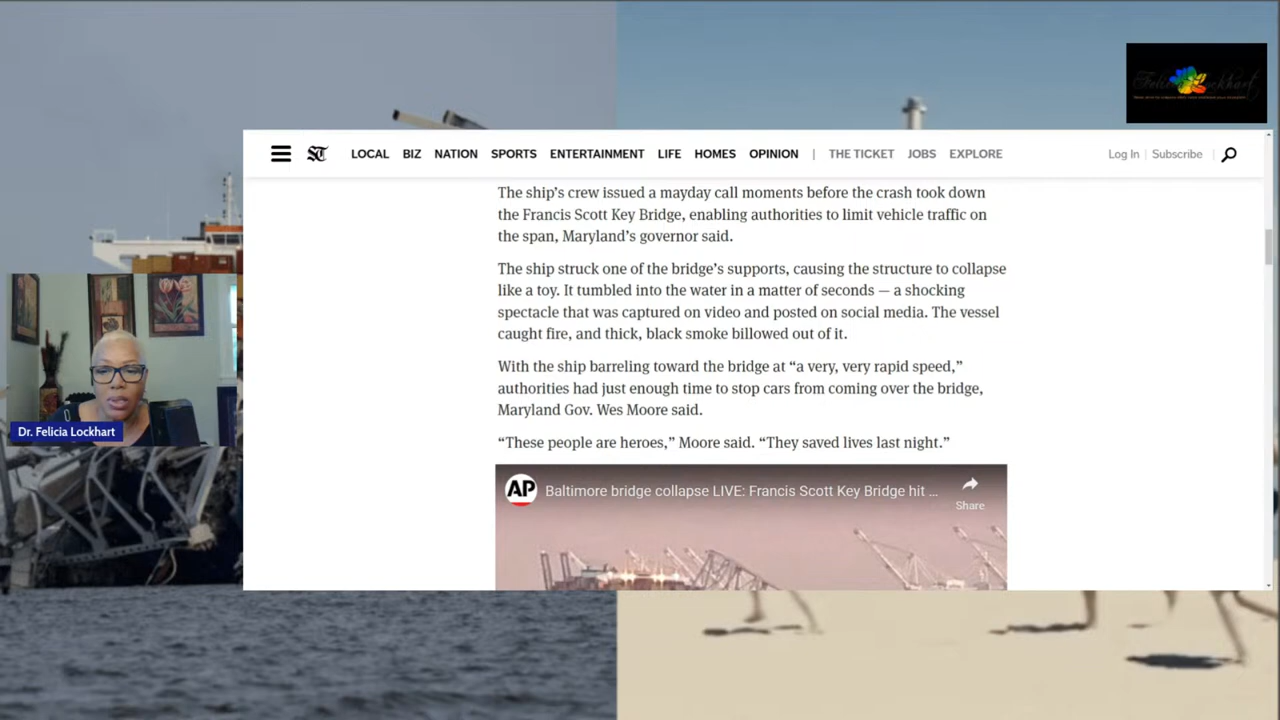 Felicia Lockhart
ST LOCAL BIZ NATION SPORTS ENTERTAINMENT LIFE HOMES OPINION | THE TICKET JOBS EXPLORE Log In | Subscribe
The ship’s crew issued a mayday call moments before the crash took down
the Francis Scott Key Bridge, enabling authorities to limit vehicle traffic on
the span, Maryland’s governor said.
The ship struck one of the bridge’s supports, causing the structure to collapse
like a toy. It tumbled into the water in a matter of seconds — a shocking
spectacle that was captured on video and posted on social media. The vessel
caught fire, and thick, black smoke billowed out of it.
With the ship barreling toward the bridge at “a very, very rapid speed,”
authorities had just enough time to stop cars from coming over the bridge,
Maryland Gov. Wes Moore said.
“These people are heroes,” Moore said. “They saved lives last night.”
AP Baltimore bridge collapse LIVE: Francis Scott Key Bridge hit ...
Share
Dr. Felicia Lockhart